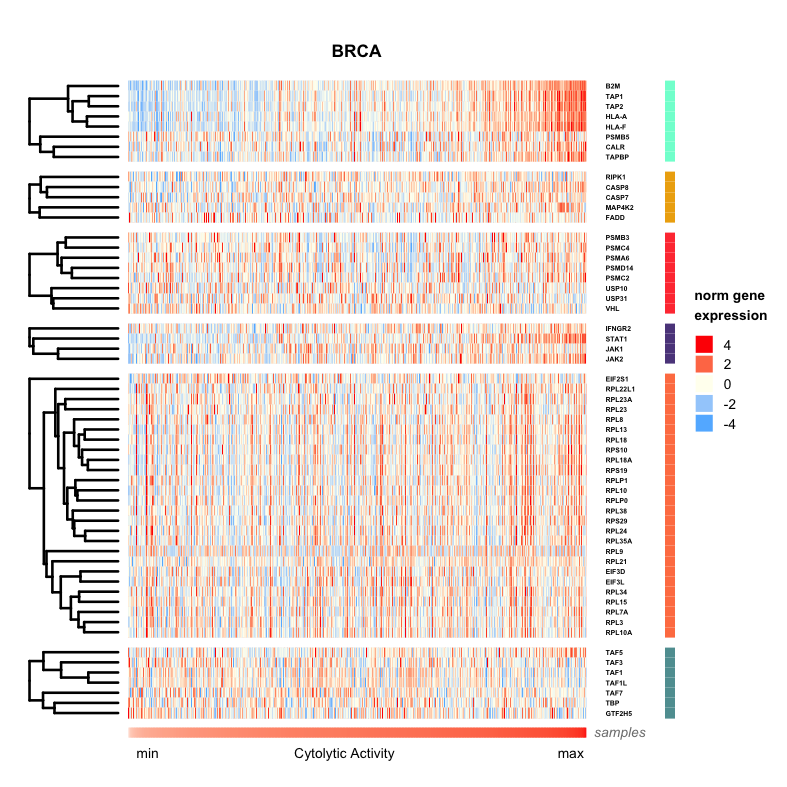 BRCA
B2M
TAP1
TAP2
HLA-A
HLA-F
PSMB5
CALR
TAPBP
RIPK1
CASP8
CASP7
MAP4K2
FADD
PSMB3
PSMC4
PSMA6
PSMD14
PSMC2
USP10
USP31
VHL
IFNGR2
STAT1
JAK1
JAK2
EIF2S1
RPL22L1
RPL23A
RPL23
RPL8
RPL13
RPL18
RPS10
RPL18A
RPS19
RPLP1
RPL10
RPLP0
RPL38
RPS29
RPL24
RPL35A
RPL9
RPL21
EIF3D
EIF3L
RPL34
RPL15
RPL7A
RPL3
RPL10A
TAF5
TAF3
TAF1
TAF1L
TAF7
TBP
GTF2H5
samples
min Cytolytic Activity max
norm gene
expression
4
2
0
-2
-4